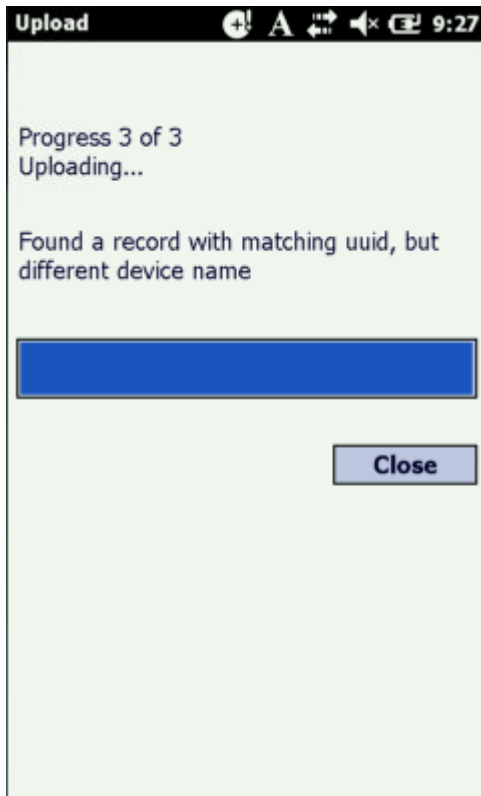 Upload A 9:27
Progress 3 of 3
Uploading...
Found a record with matching uuid, but
different device name
Close